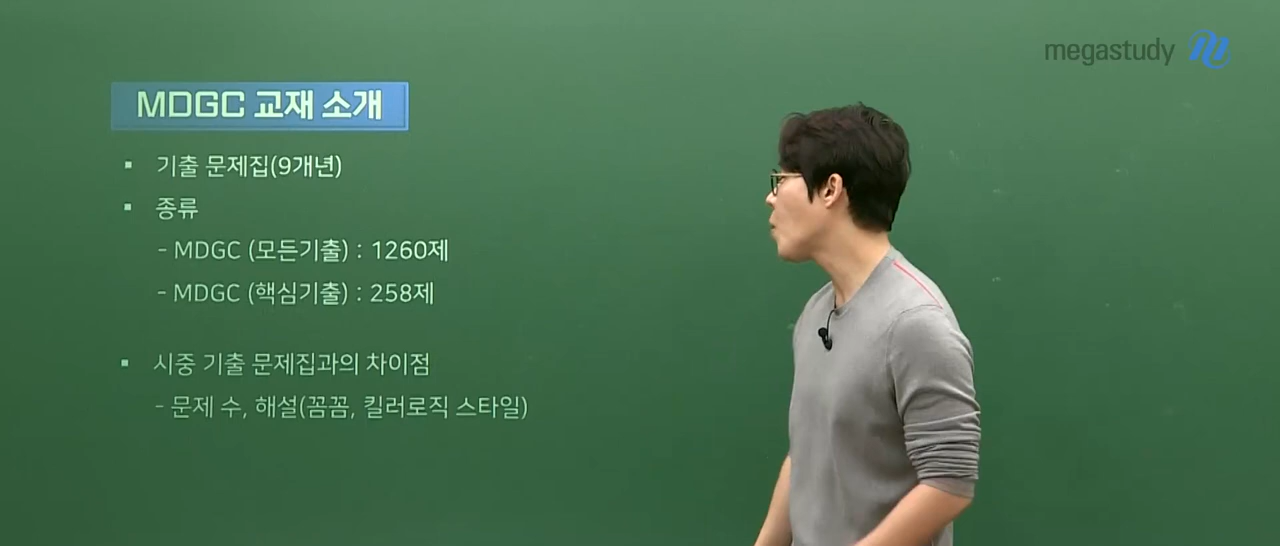 megastudy
MDGC 교재 소개
▪ 기출 문제집(9개년)
▪ 종류
- MDGC (모든기출) : 1260제
- MDGC (핵심기출) : 258제
▪ 시중 기출 문제집과의 차이점
- 문제 수, 해설(꼼꼼, 킬러로직 스타일)